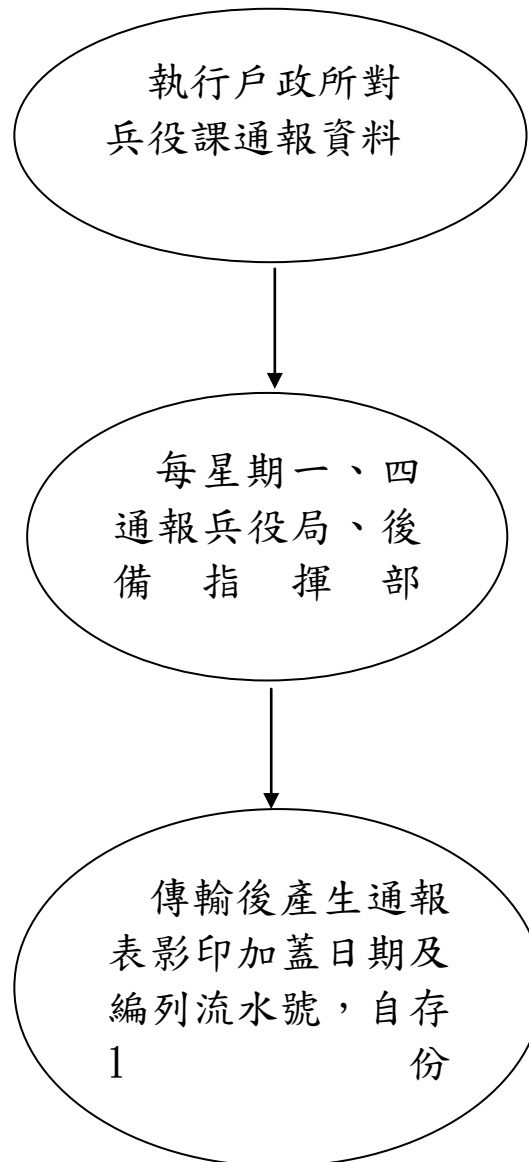 執行戶政所對
兵役課通報資料
每星期一、四
通報兵役局、後
備指揮部
傳輸後產生通報
表影印加蓋日期及
編列流水號，自存
1份